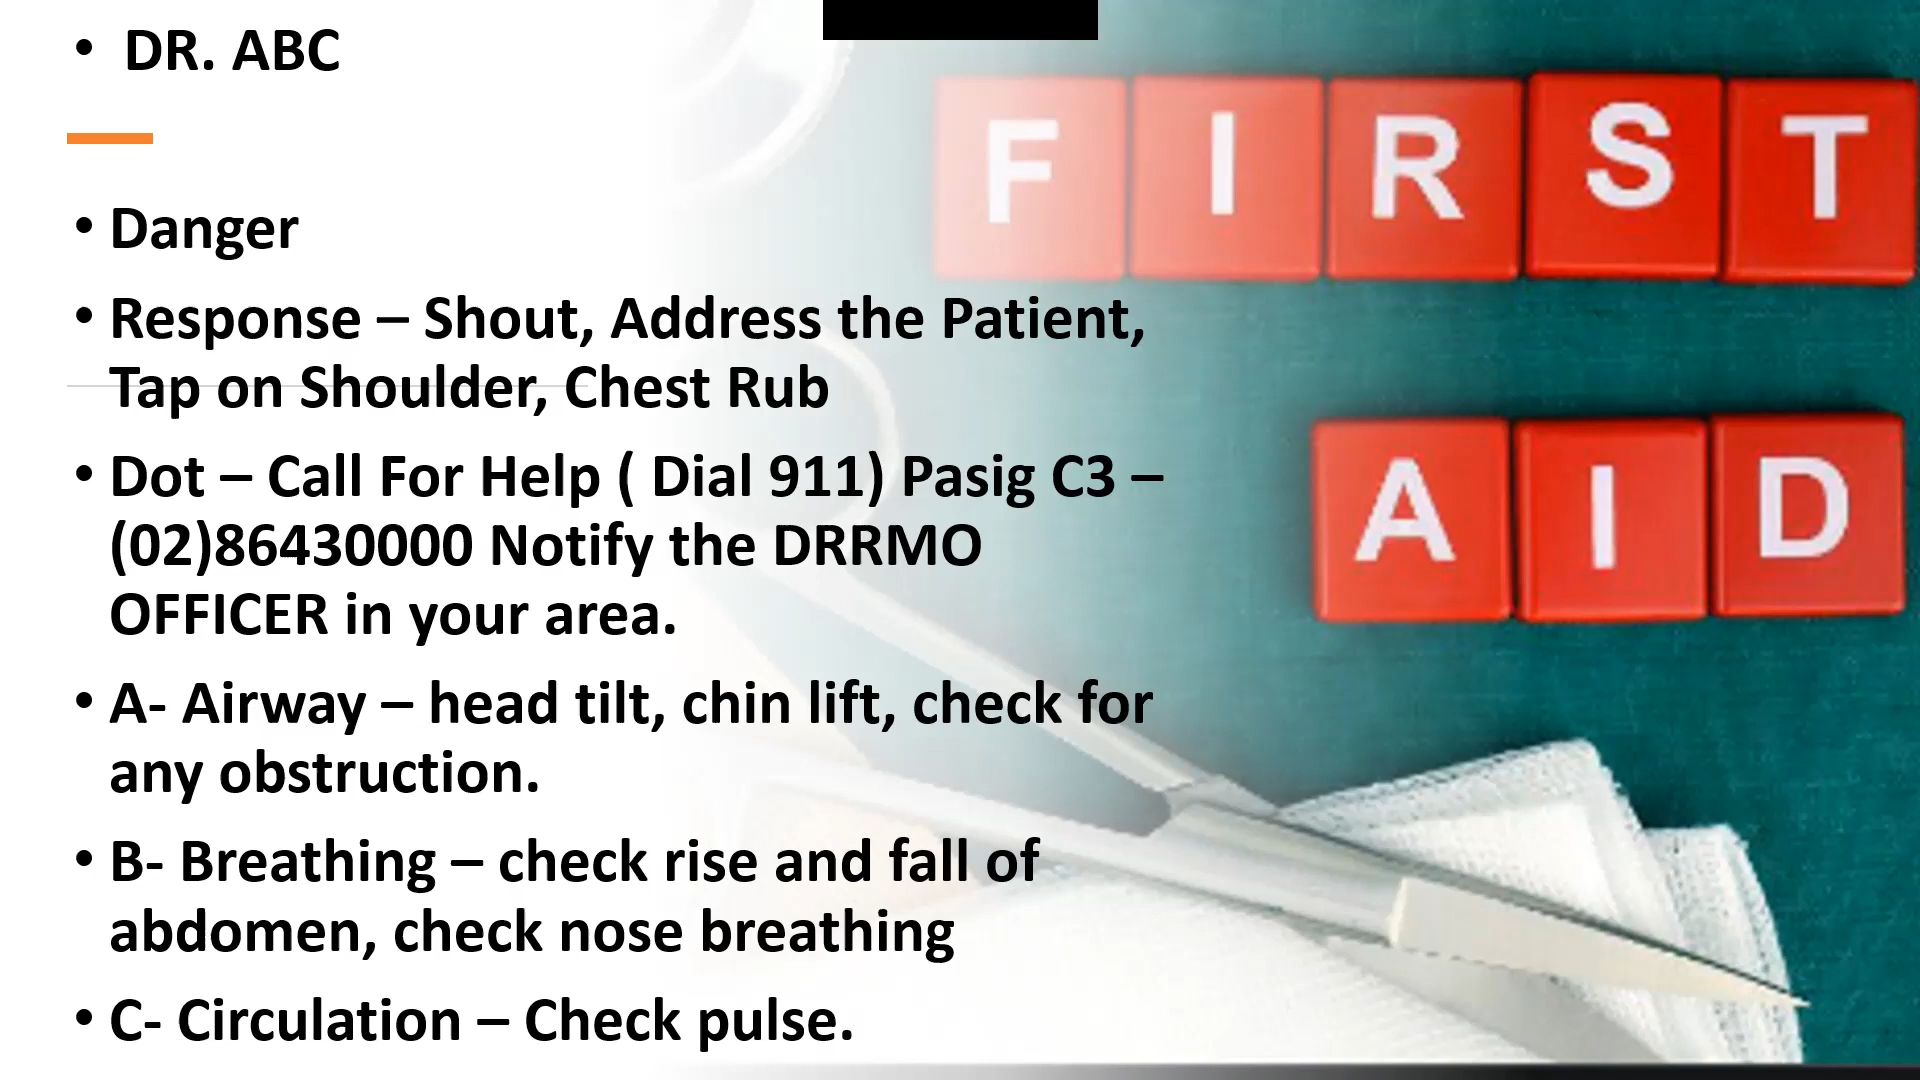 • DR. ABC
FIRST
AID
• Danger
• Response – Shout, Address the Patient,
Tap on Shoulder, Chest Rub
• Dot – Call For Help ( Dial 911) Pasig C3 –
(02)86430000 Notify the DRRMO
OFFICER in your area.
• A- Airway – head tilt, chin lift, check for
any obstruction.
• B- Breathing – check rise and fall of
abdomen, check nose breathing
• C- Circulation – Check pulse.